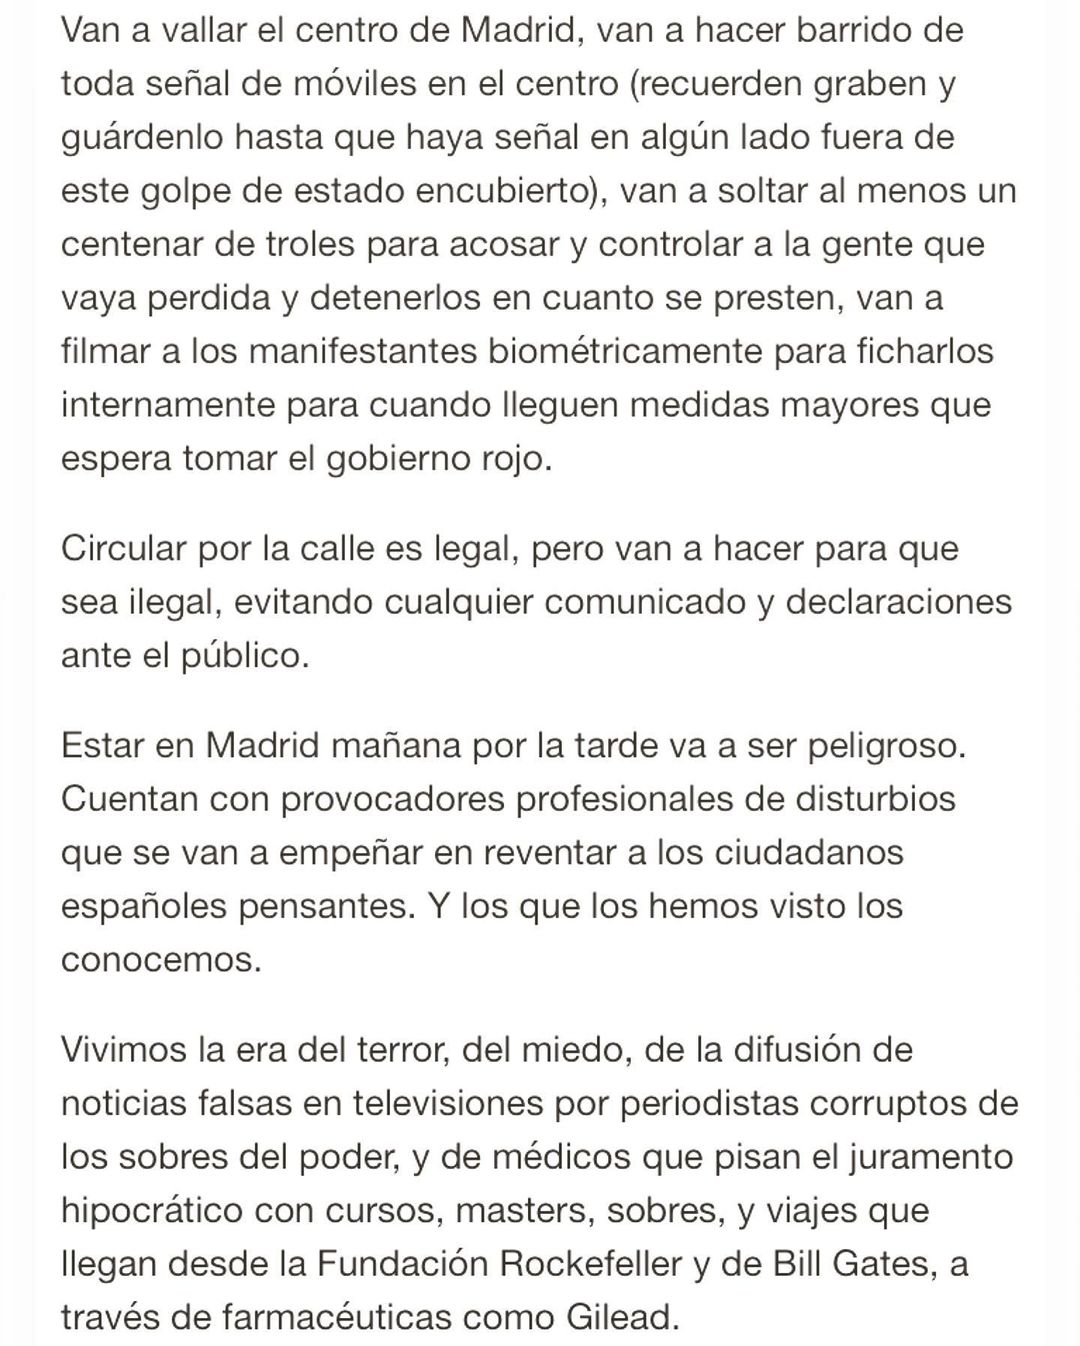 Van a vallar el centro de Madrid, van a hacer barrido de
toda señal de móviles en el centro (recuerden graben y
guárdenlo hasta que haya señal en algún lado fuera de
este golpe de estado encubierto), van a soltar al menos un
centenar de troles para acosar y controlar a la gente que
vaya perdida y detenerlos en cuanto se presten, van a
filmar a los manifestantes biométricamente para ficharlos
internamente para cuando lleguen medidas mayores que
espera tomar el gobierno rojo.
Circular por la calle es legal, pero van a hacer para que
sea ilegal, evitando cualquier comunicado y declaraciones
ante el público.
Estar en Madrid mañana por la tarde va a ser peligroso.
Cuentan con provocadores profesionales de disturbios
que se van a empeñar en reventar a los ciudadanos
españoles pensantes. Y los que los hemos visto los
conocemos.
Vivimos la era del terror, del miedo, de la difusión de
noticias falsas en televisiones por periodistas corruptos de
los sobres del poder, y de médicos que pisan el juramento
hipocrático con cursos, masters, sobres, y viajes que
llegan desde la Fundación Rockefeller y de Bill Gates, a
través de farmacéuticas como Gilead.